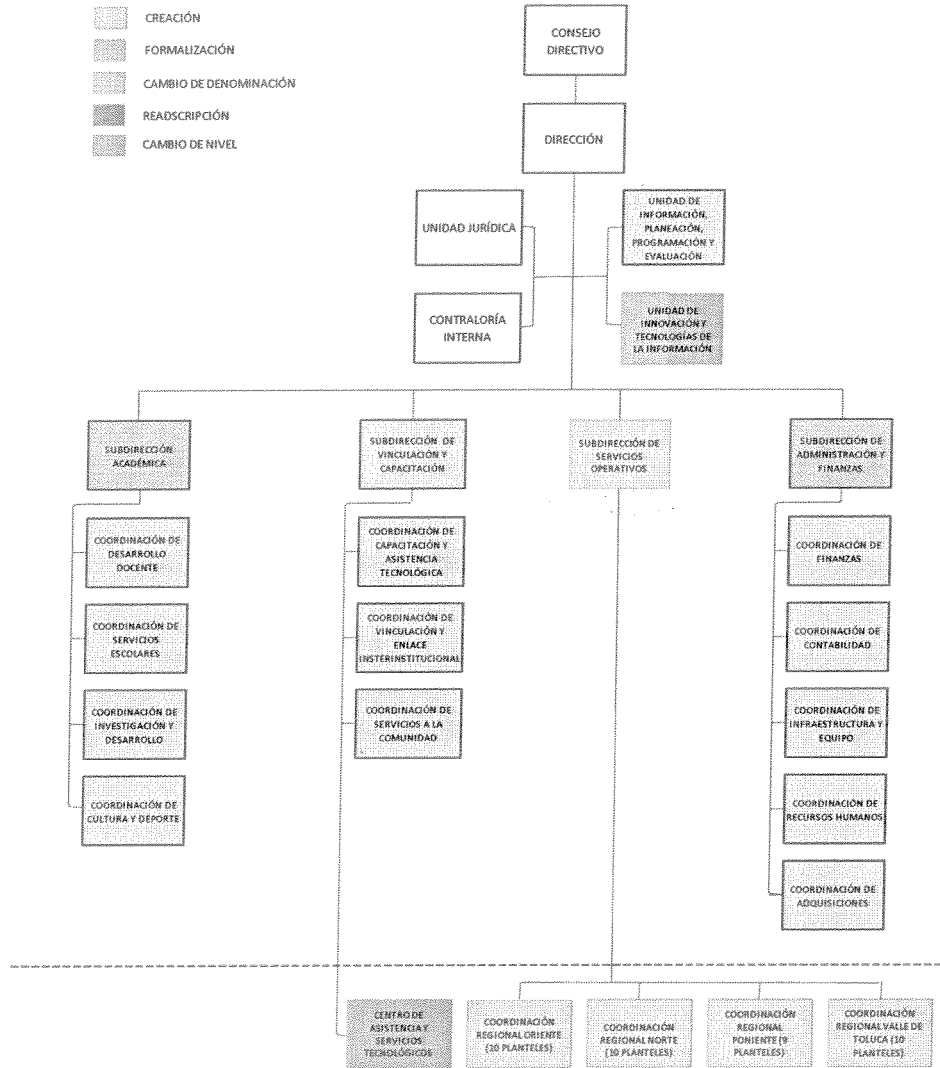 CREACIÓN
FORMALIZACIÓN
CAMBIO DE DENOMINACIÓN
READSCRIPCIÓN
CAMBIO DE NIVEL
CONSEJO
DIRECTIVO
DIRECCIÓN
UNIDAD JURÍDICA
UNIDAD DE
INFORMACIÓN,
PLANEACIÓN,
PROGRAMACIÓN Y
EVALUACIÓN
CONTRALORÍA
INTERNA
UNIDAD DE
INNOVACIÓN Y
TECNOLOGÍAS DE
LA INFORMACIÓN
SUBDIRECCIÓN
ACADÉMICA
SUBDIRECCIÓN DE
VINCULACIÓN Y
CAPACITACIÓN
SUBDIRECCIÓN DE
SERVICIOS
OPERATIVOS
SUBDIRECCIÓN DE
ADMINISTRACIÓN Y
FINANZAS
COORDINACIÓN DE
DESARROLLO
DOCENTE
COORDINACIÓN DE
SERVICIOS
ESCOLARES
COORDINACIÓN DE
INVESTIGACIÓN Y
DESARROLLO
COORDINACIÓN DE
CULTURA Y DEPORTE
COORDINACIÓN DE
CAPACITACIÓN Y
ASISTENCIA
TECNOLÓGICA
COORDINACIÓN DE
VINCULACIÓN Y
ENLACE
INSTERINSTITUCIONAL
COORDINACIÓN DE
SERVICIOS A LA
COMUNIDAD
COORDINACIÓN DE
FINANZAS
COORDINACIÓN DE
CONTABILIDAD
COORDINACIÓN DE
INFRAESTRUCTURA Y
EQUIPO
COORDINACIÓN DE
RECURSOS HUMANOS
COORDINACIÓN DE
ADQUISICIONES
CENTRO DE
ASISTENCIA Y
SERVICIOS
TECNOLÓGICOS
COORDINACIÓN
REGIONAL ORIENTE
(10 PLANTELES)
COORDINACIÓN
REGIONAL NORTE
(10 PLANTELES)
COORDINACIÓN
REGIONAL
PONIENTE (9
PLANTELES)
COORDINACIÓN
REGIONAL VALLE DE
TOLUCA (10
PLANTELES)